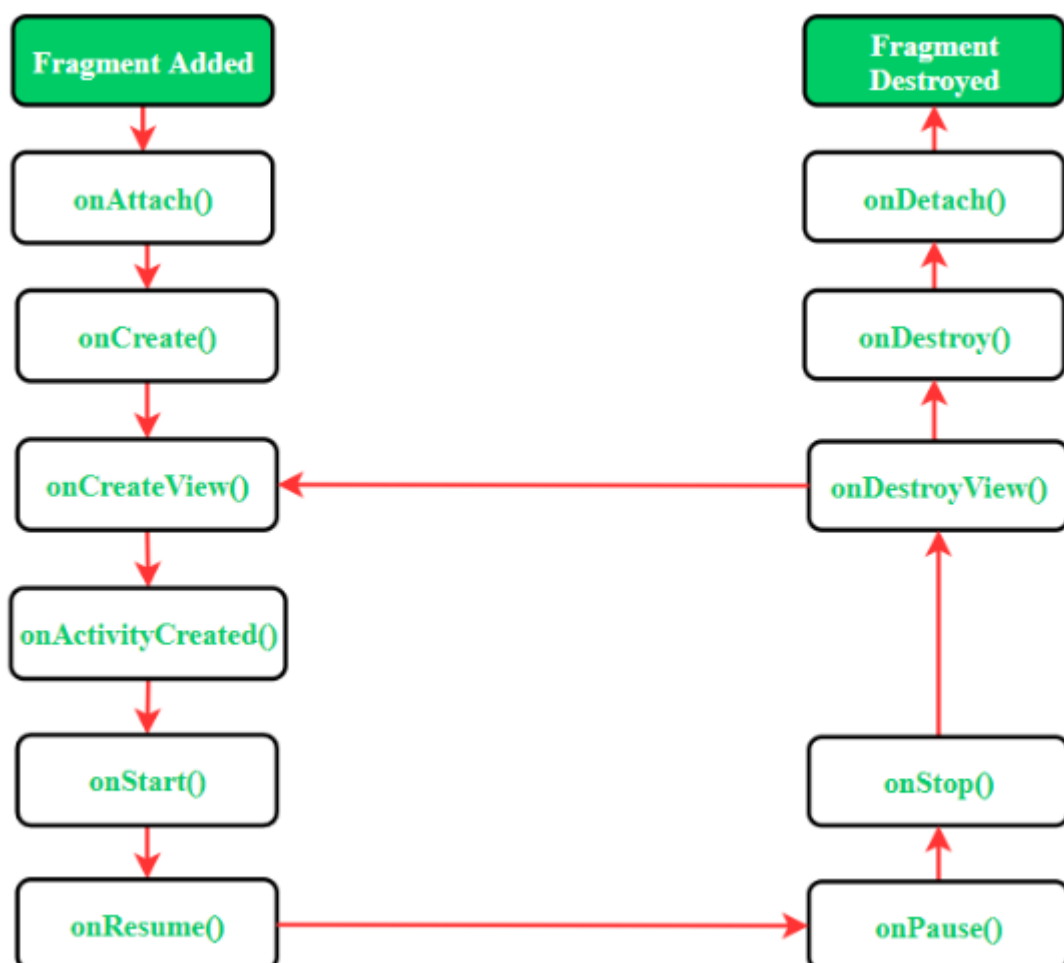 Fragment Added
onAttach()
onCreate()
onCreateView()
onActivityCreated()
onStart()
onResume()
Fragment
Destroyed
onDetach()
onDestroy()
onDestroyView()
onStop()
onPause()